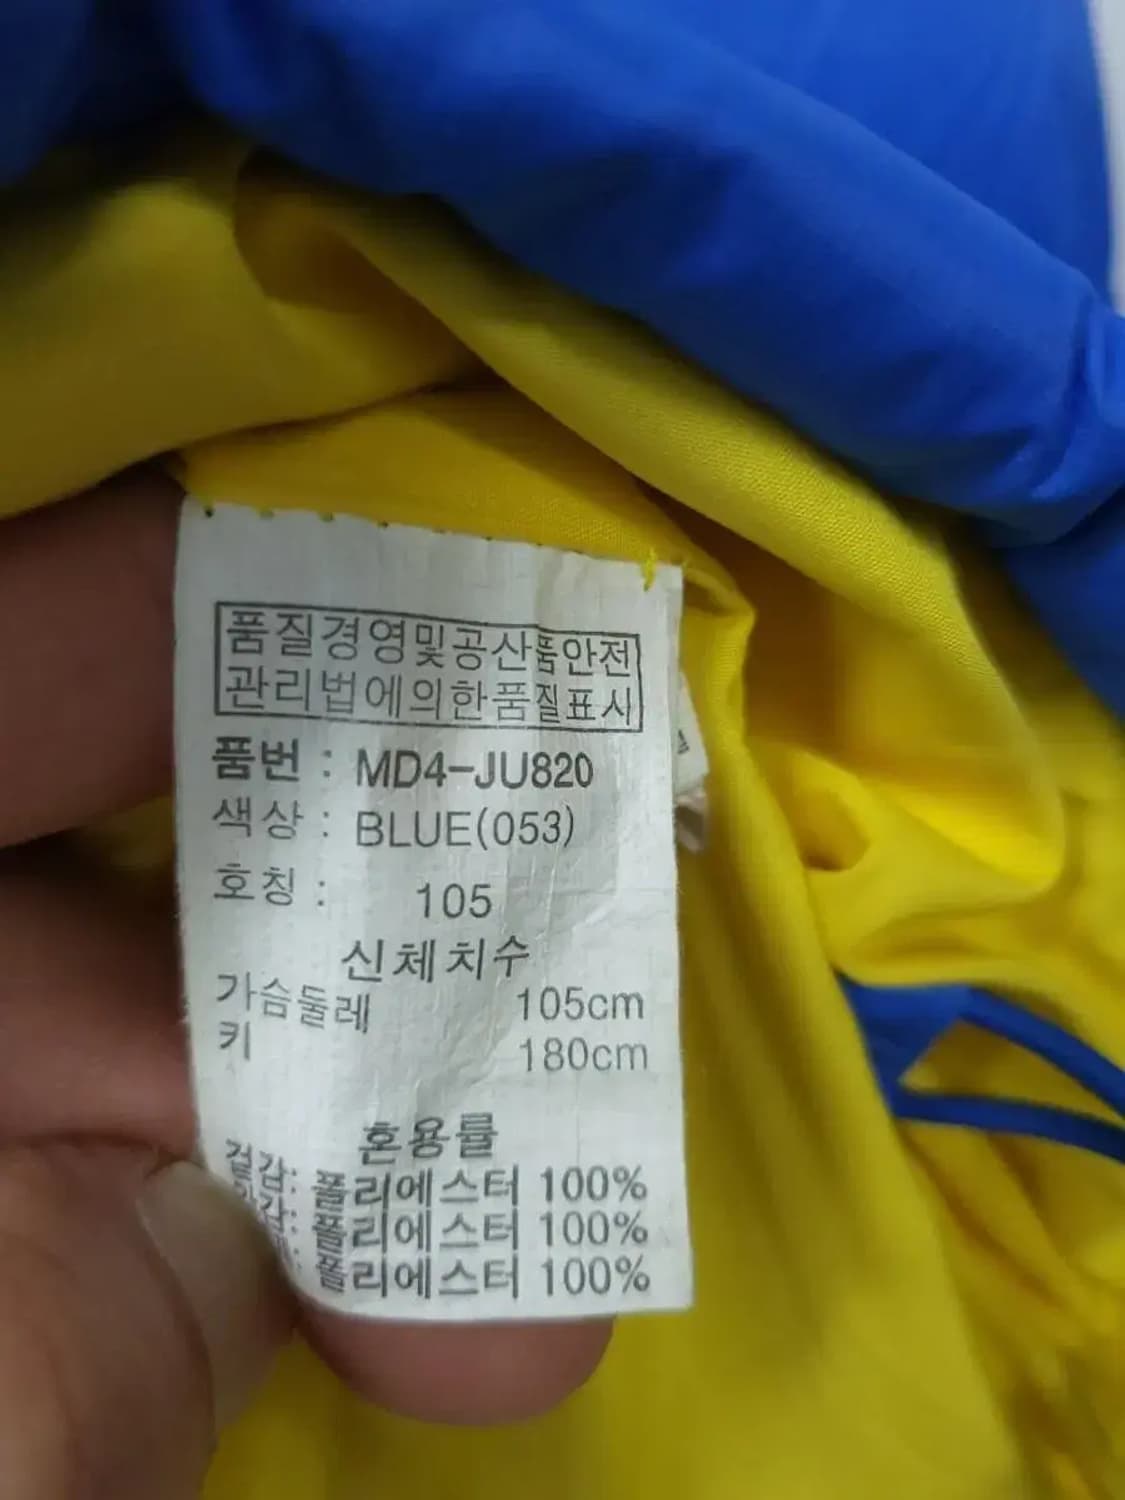 품질경영및공산품안전
관리법에의한품질표시
품번 : MD4-JU820
색상 : BLUE(053)
호칭 : 105
신체치수
가슴둘레 105cm
키 180cm
혼용률
겉감: 폴리에스터 100%
폴리에스터 100%
폴리에스터 100%